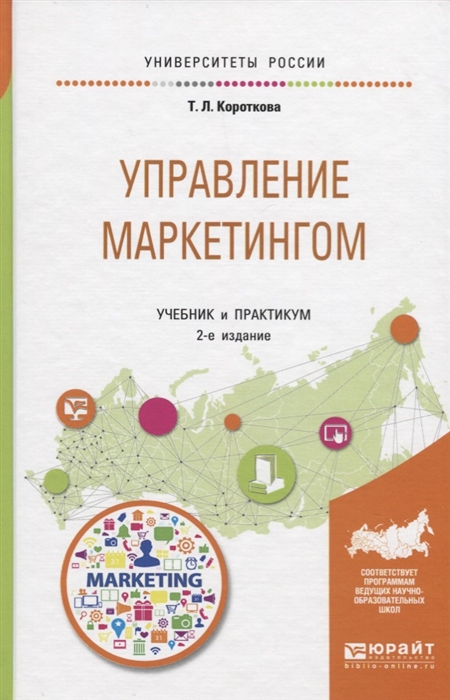 УНИВЕРСИТЕТЫ РОССИИ
Т. Л. Короткова
УПРАВЛЕНИЕ
МАРКЕТИНГОМ
УЧЕБНИК и ПРАКТИКУМ
2-е издание
MARKETING
СООТВЕТСТВУЕТ
ПРОГРАММАМ
ВЕДУЩИХ НАУЧНО-
ОБРАЗОВАТЕЛЬНЫХ
ШКОЛ
ЮРАЙТ
ИЗДАТЕЛЬСТВО
biblio-online.ru